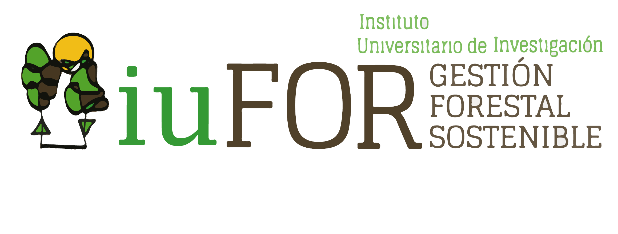 Instituto
Universitario de Investigación
iuFOR
GESTIÓN
FORESTAL
SOSTENIBLE